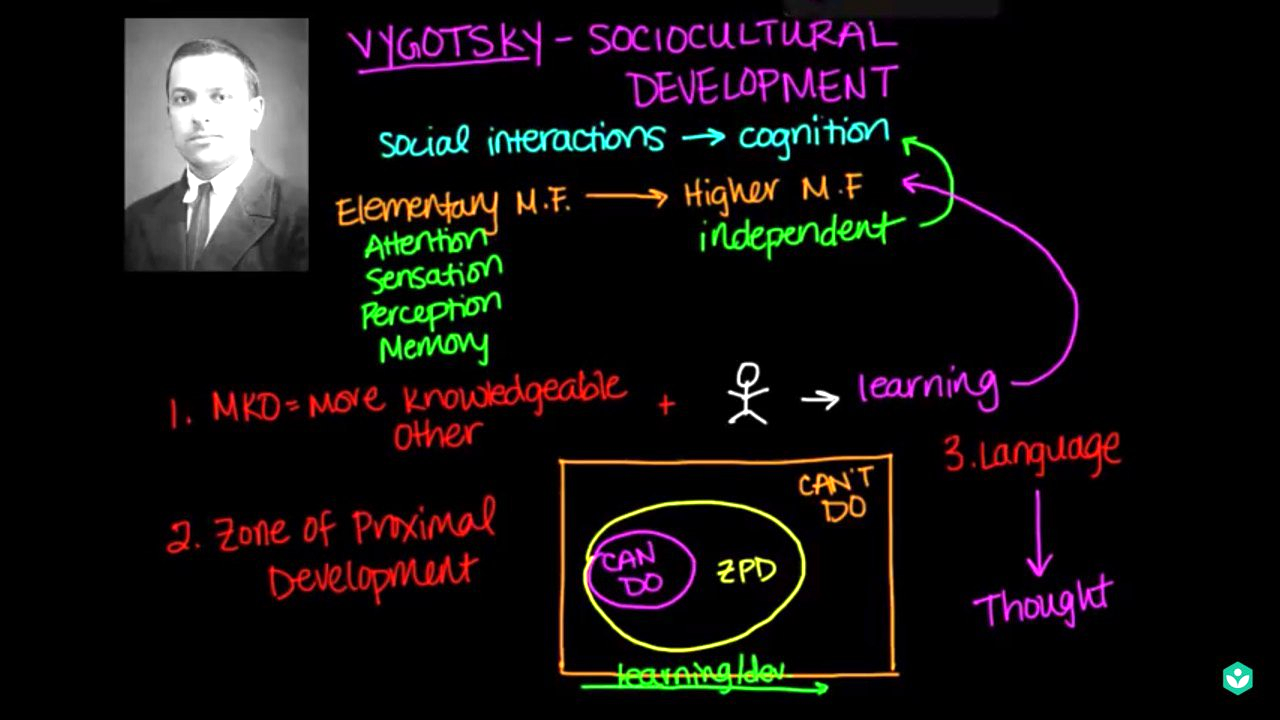 VYGOTSKY - SOCIOCULTURAL
DEVELOPMENT
social interactions → cognition
Elementary M.F. → Higher M.F
Attention
independent
Sensation
Perception
Memory
1. MKO = More Knowledgeable
Other
+ → learning
3. Language
CAN'T
DO
2. Zone of Proximal
Development
CAN
DO
ZPD
Thought
learning/dev.